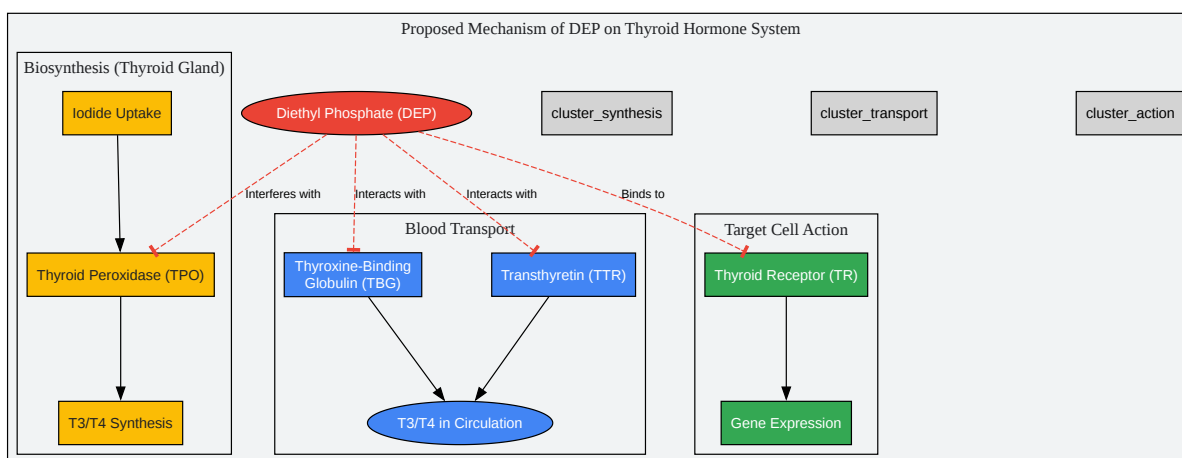 Proposed Mechanism of DEP on Thyroid Hormone System
Biosynthesis (Thyroid Gland)
Iodide Uptake
Diethyl Phosphate (DEP)
cluster_synthesis
cluster_transport
cluster_action
Interferes with
Interacts with
Interacts with
Binds to
Blood Transport
Target Cell Action
Thyroid Peroxidase (TPO)
Thyroxine-Binding
Globulin (TBG)
Transthyretin (TTR)
Thyroid Receptor (TR)
T3/T4 Synthesis
T3/T4 in Circulation
Gene Expression